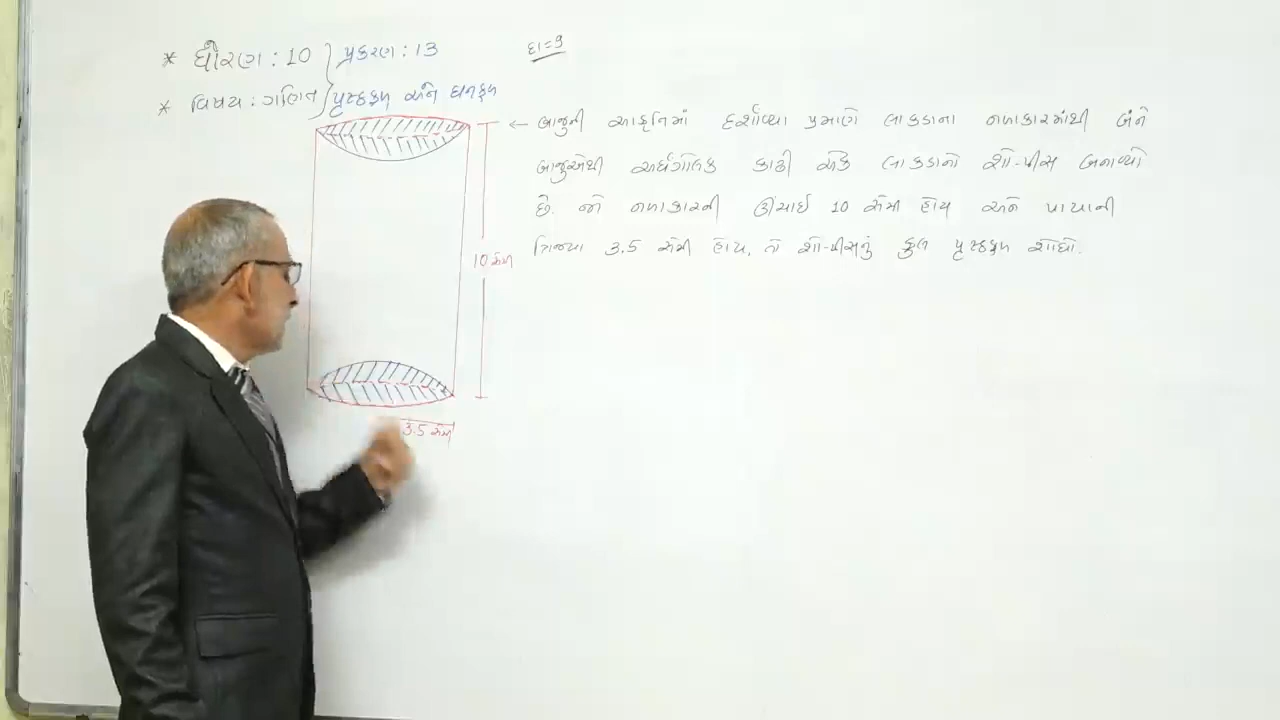 * ધોરણ : 10 } પ્રકરણ : 13
* વિષય : ગણિત } પૃષ્ઠફળ અને ઘનફળ
દા = 9
← બાજુની આકૃતિમાં દર્શાવ્યા પ્રમાણે લાકડાના નળાકારમાંથી બંને
બાજુએથી અર્ધગોલક કાઢી એક લાકડાનો શો-પીસ બનાવ્યો
છે. જો નળાકારની ઊંચાઈ 10 સેમી હોય અને પાયાની
ત્રિજ્યા 3.5 સેમી હોય, તો શો-પીસનું કુલ પૃષ્ઠફળ શોધો.
10 સેમી
3.5 સેમી